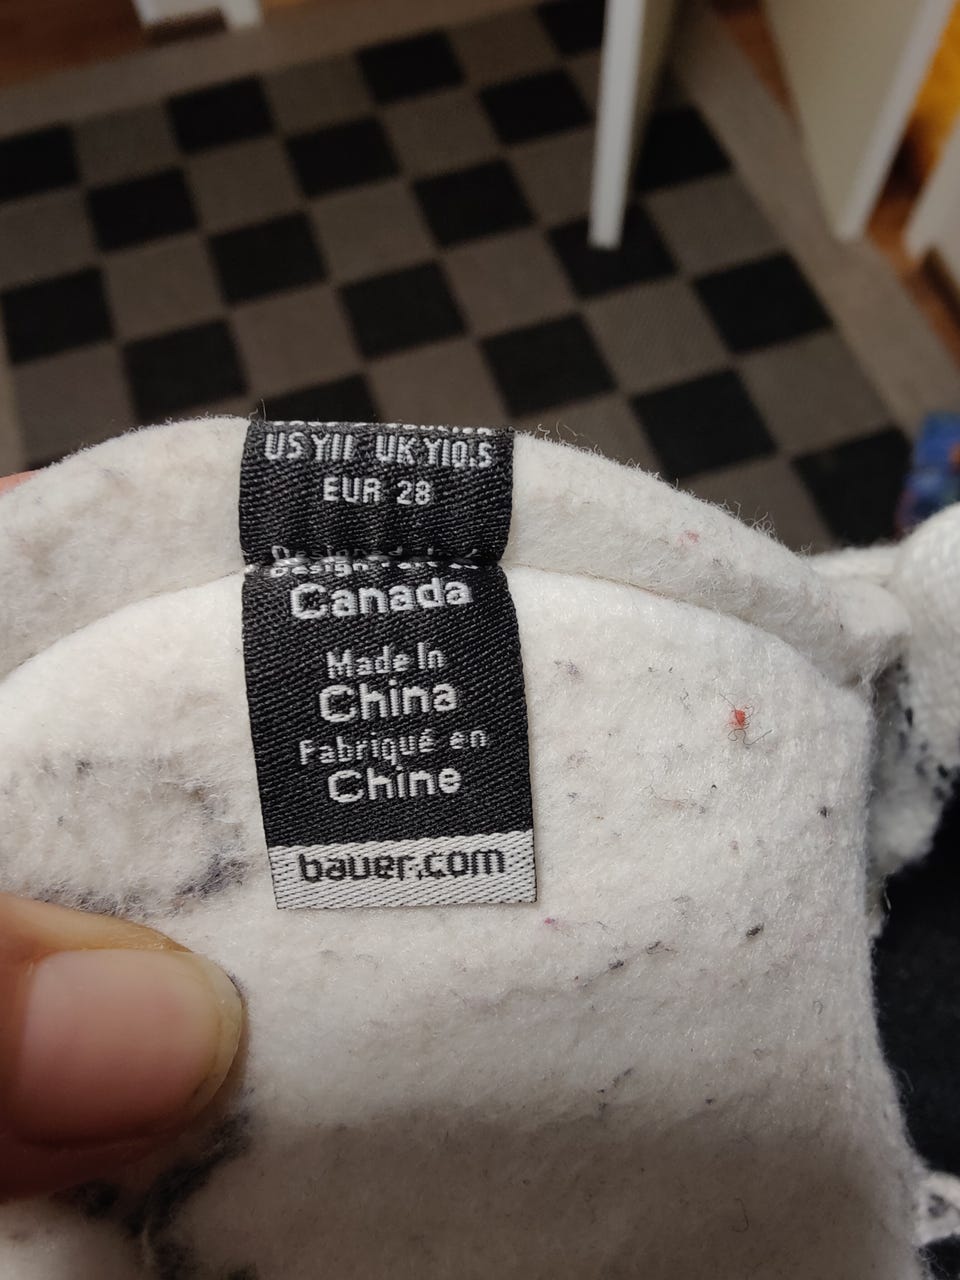 US Y11 UK Y10.5
EUR 28
Canada
Made In
China
Fabriqué en
Chine
bauer.com